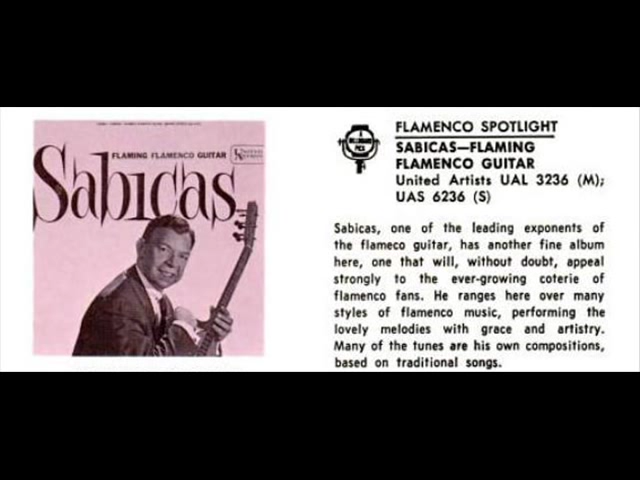 FLAMING FLAMENCO GUITAR
Sabicas
FLAMENCO SPOTLIGHT
SABICAS—FLAMING
FLAMENCO GUITAR
United Artists UAL 3236 (M);
UAS 6236 (S)
Sabicas, one of the leading exponents of
the flameco guitar, has another fine album
here, one that will, without doubt, appeal
strongly to the ever-growing coterie of
flamenco fans. He ranges here over many
styles of flamenco music, performing the
lovely melodies with grace and artistry.
Many of the tunes are his own compositions,
based on traditional songs.